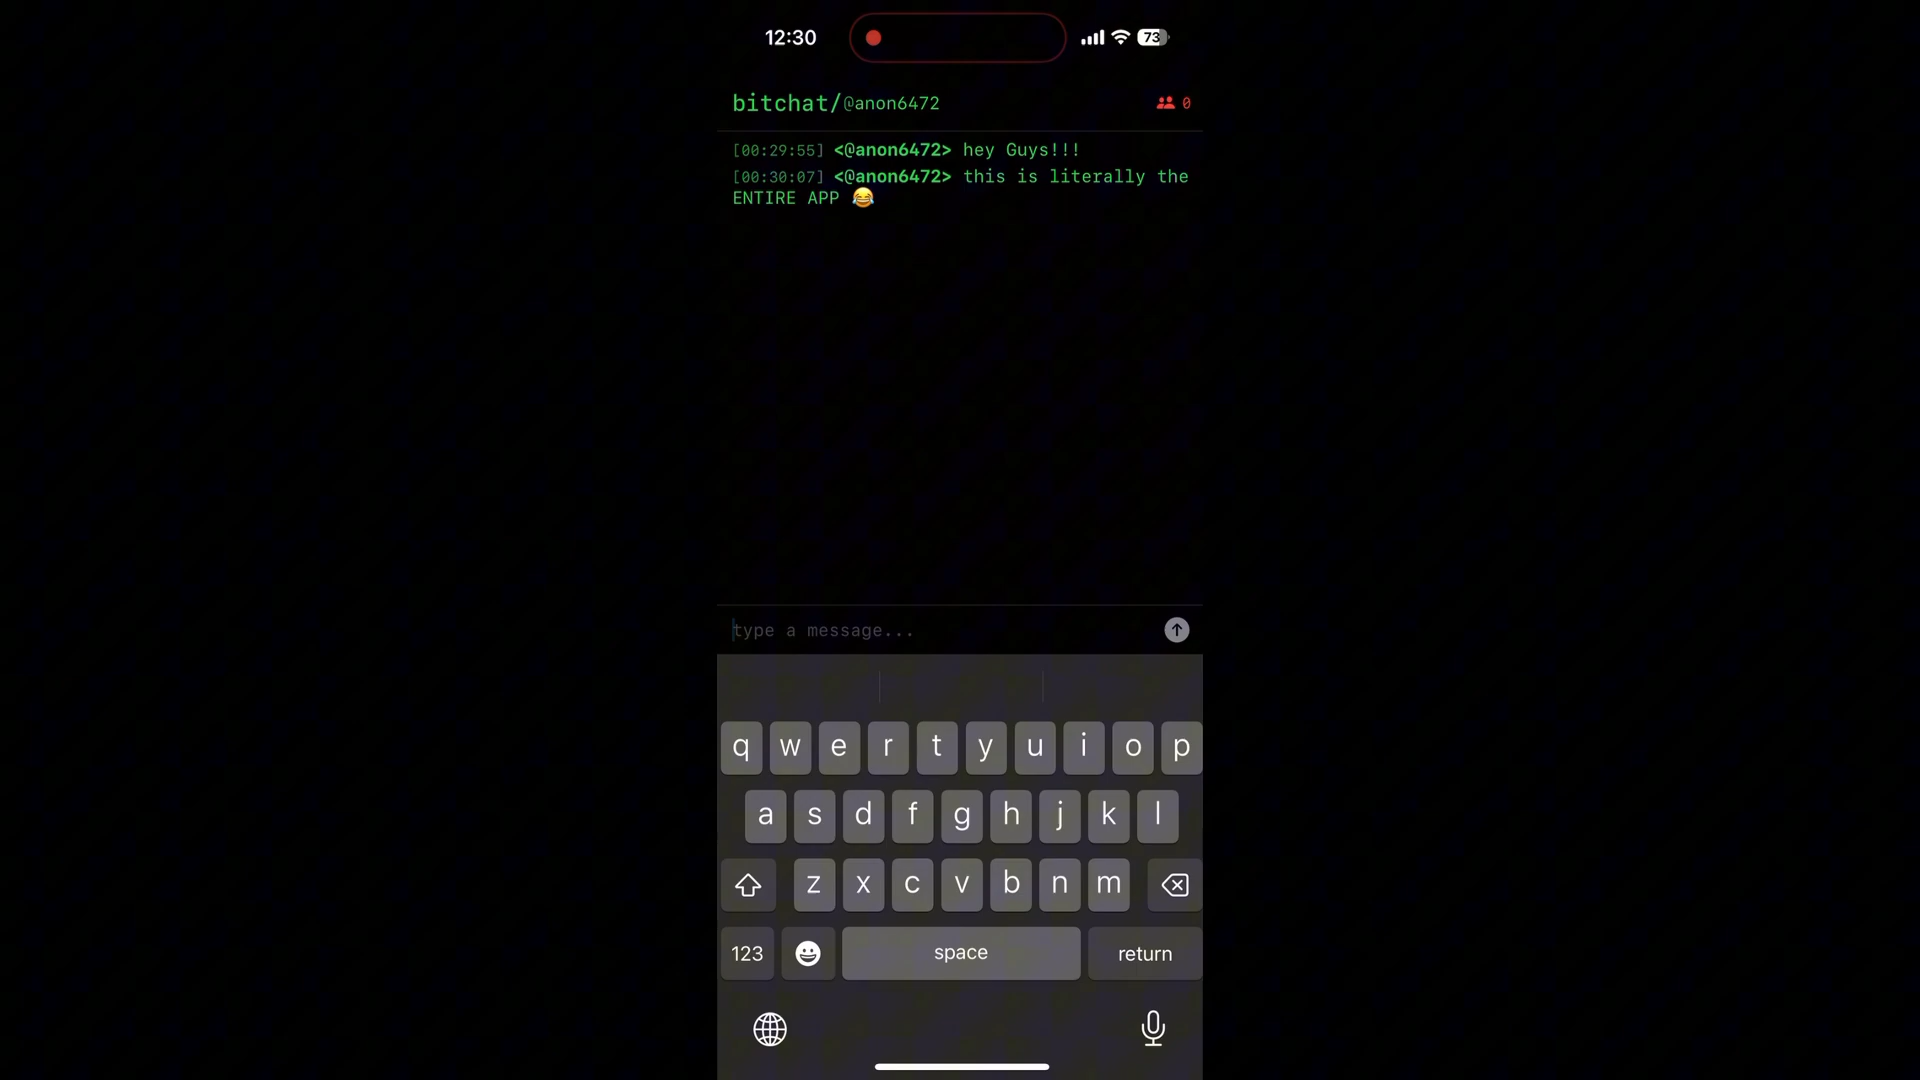 12:30
73
bitchat/@anon6472
0
[00:29:55] <@anon6472> hey Guys!!!
[00:30:07] <@anon6472> this is literally the
ENTIRE APP 😂
type a message...
q w e r t y u i o p
a s d f g h j k l
z x c v b n m
123 space return